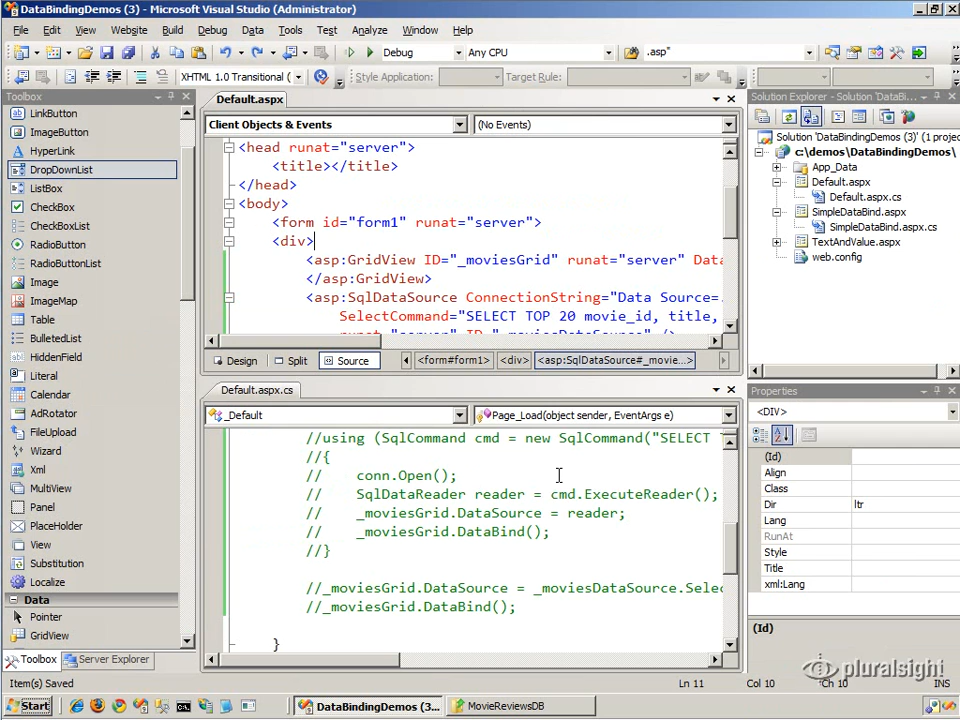 DataBindingDemos (3) - Microsoft Visual Studio (Administrator)
File Edit View Website Build Debug Data Tools Test Analyze Window Help
Debug Any CPU .asp"
XHTML 1.0 Transitional ( Style Application: Target Rule:
Toolbox
LinkButton
ImageButton
HyperLink
DropDownList
ListBox
CheckBox
CheckBoxList
RadioButton
RadioButtonList
Image
ImageMap
Table
BulletedList
HiddenField
Literal
Calendar
AdRotator
FileUpload
Wizard
Xml
MultiView
Panel
PlaceHolder
View
Substitution
Localize
Data
Pointer
GridView
Toolbox Server Explorer
Default.aspx
Client Objects & Events (No Events)
<head runat="server">
<title></title>
</head>
<body>
<form id="form1" runat="server">
<div>
<asp:GridView ID="_moviesGrid" runat="server" Data
</asp:GridView>
<asp:SqlDataSource ConnectionString="Data Source=.
SelectCommand="SELECT TOP 20 movie_id, title,
runat="server" ID="_moviesDataSource" />
Design Split Source <form#form1> <div> <asp:SqlDataSource#_movie...>
Default.aspx.cs
_Default Page_Load(object sender, EventArgs e)
//using (SqlCommand cmd = new SqlCommand("SELECT
//{
// conn.Open();
// SqlDataReader reader = cmd.ExecuteReader();
// _moviesGrid.DataSource = reader;
// _moviesGrid.DataBind();
//}
//_moviesGrid.DataSource = _moviesDataSource.Selec
//_moviesGrid.DataBind();
}
Solution Explorer - Solution 'DataBi...
Solution 'DataBindingDemos (3)' (1 projec
c:\demos\DataBindingDemos\
App_Data
Default.aspx
Default.aspx.cs
SimpleDataBind.aspx
SimpleDataBind.aspx.cs
TextAndValue.aspx
web.config
Properties
<DIV>
(Id)
Align
Class
Dir ltr
Lang
RunAt
Style
Title
xml:Lang
(Id)
pluralsight
Item(s) Saved Ln 11 Col 10 Ch 10 INS
Start DataBindingDemos (3... MovieReviewsDB